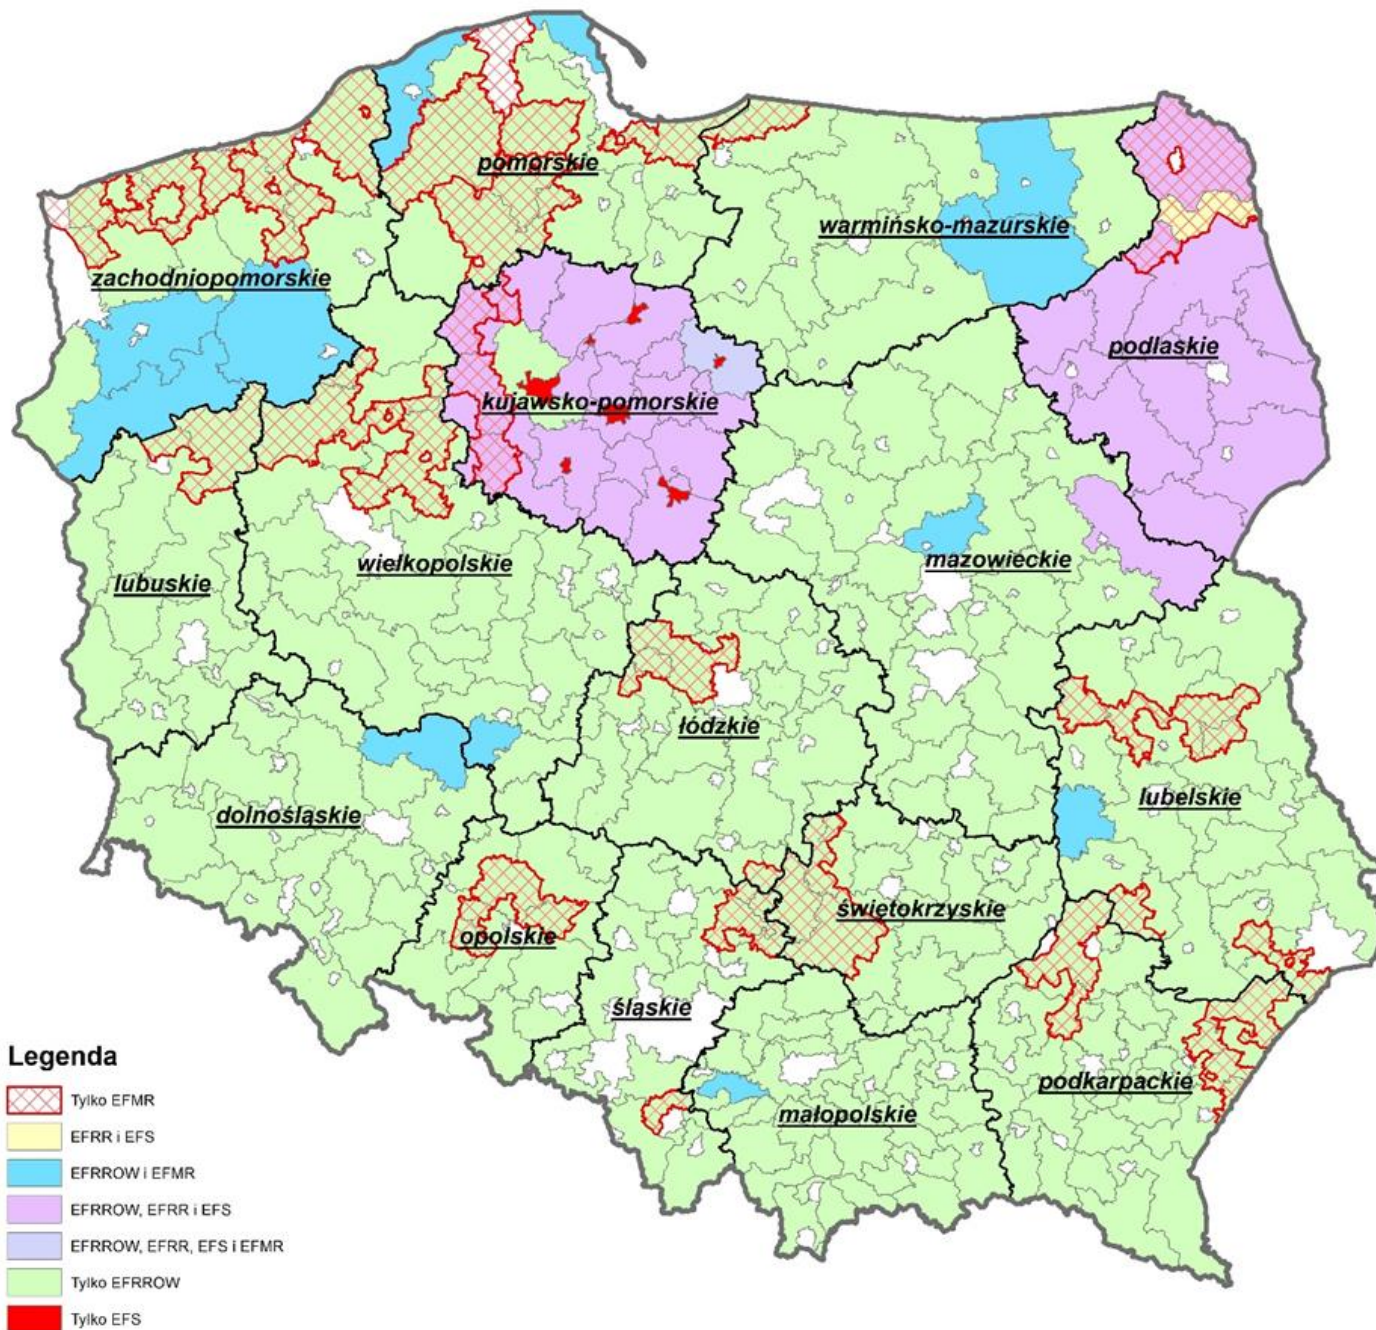 pomorskie
warmińsko-mazurskie
zachodniopomorskie
podlaskie
kujawsko-pomorskie
mazowieckie
wielkopolskie
lubuskie
łódzkie
lubelskie
dolnośląskie
świętokrzyskie
opolskie
śląskie
podkarpackie
małopolskie
Legenda
Tylko EFMR
EFRR i EFS
EFRROW i EFMR
EFRROW, EFRR i EFS
EFRROW, EFRR, EFS i EFMR
Tylko EFRROW
Tylko EFS